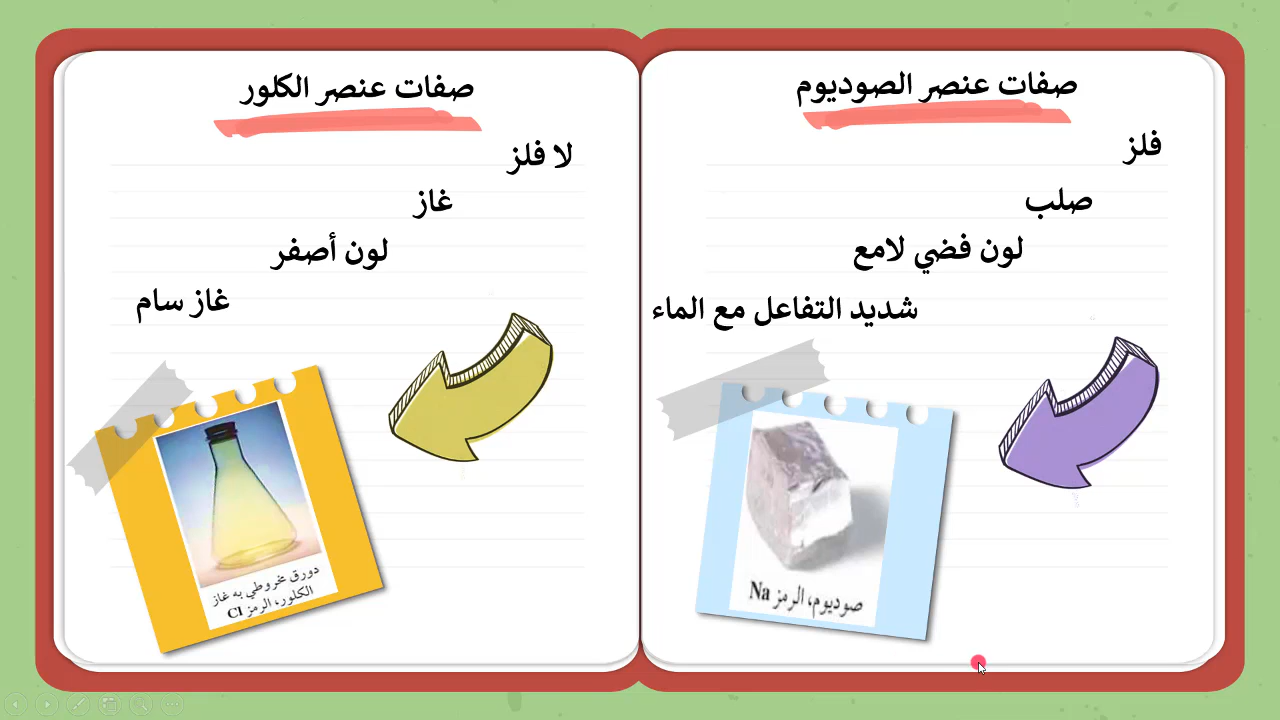 صفات عنصر الصوديوم
فلز
صلب
لون فضي لامع
شديد التفاعل مع الماء
صوديوم، الرمز Na
صفات عنصر الكلور
لا فلز
غاز
لون أصفر
غاز سام
دورق مخروطي به غاز
الكلور، الرمز Cl